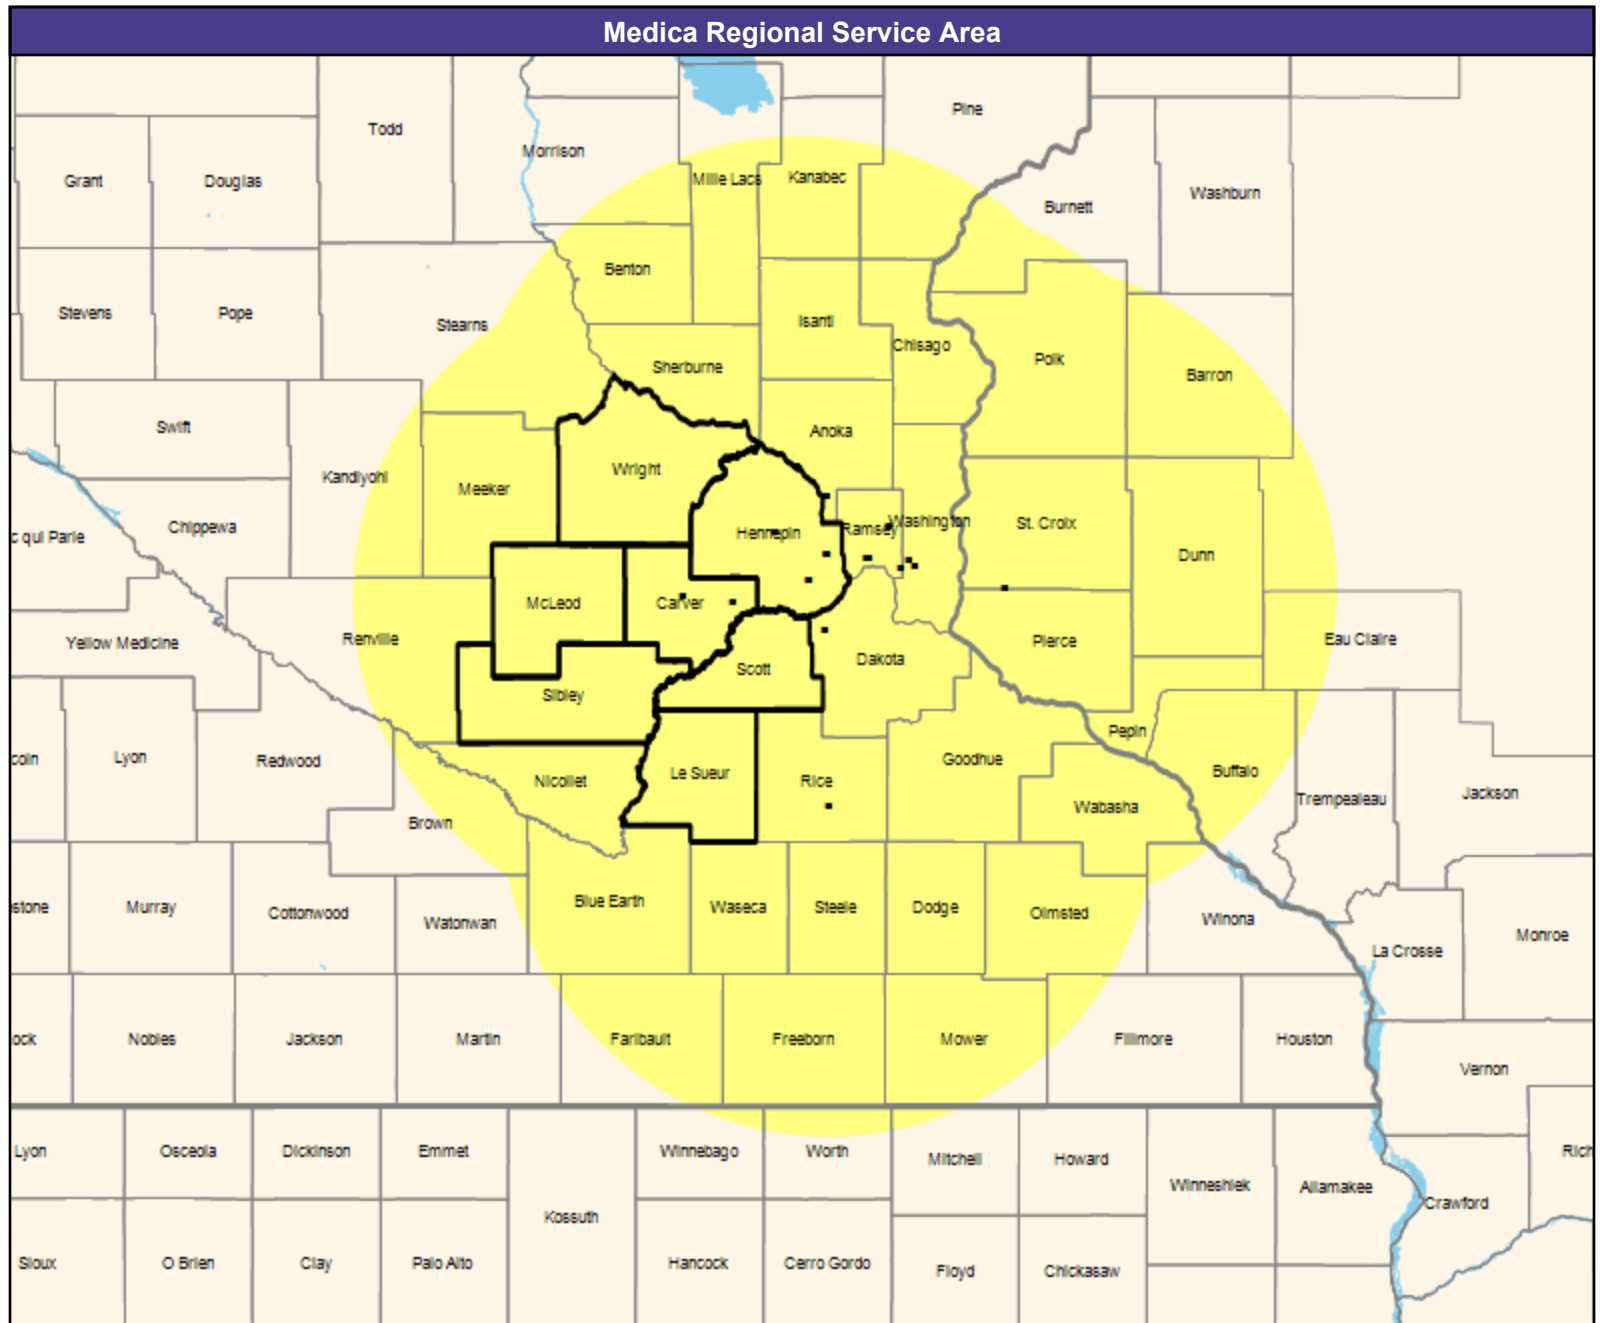 Medica Regional Service Area
Pine
Todd
Morrison
Grant
Douglas
Mille Lacs
Kanabec
Burnett
Washburn
Benton
Stevens
Pope
Stearns
Isanti
Chisago
Polk
Barron
Sherburne
Swift
Anoka
Kandiyohi
Wright
Meeker
Chippewa
c qui Parle
Hennepin
Ramsey
Washington
St. Croix
Dunn
McLeod
Carver
Yellow Medicine
Renville
Scott
Dakota
Pierce
Eau Claire
Sibley
coln
Lyon
Redwood
Nicollet
Le Sueur
Rice
Goodhue
Pepin
Buffalo
Wabasha
Trempealeau
Jackson
Brown
stone
Murray
Cottonwood
Watonwan
Blue Earth
Waseca
Steele
Dodge
Olmsted
Winona
La Crosse
Monroe
ock
Nobles
Jackson
Martin
Faribault
Freeborn
Mower
Fillmore
Houston
Vernon
Lyon
Osceola
Dickinson
Emmet
Winnebago
Worth
Mitchell
Howard
Winneshiek
Allamakee
Crawford
Rich
Kossuth
Sioux
O Brien
Clay
Palo Alto
Hancock
Cerro Gordo
Floyd
Chickasaw